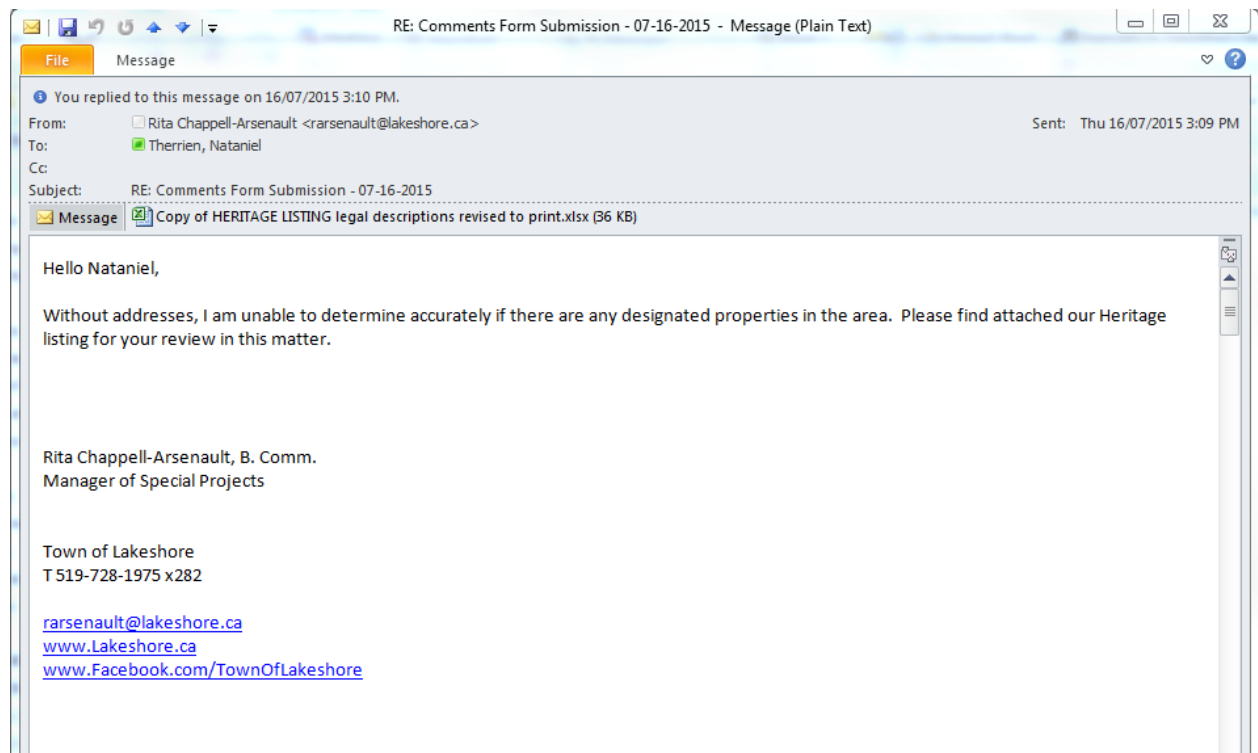 RE: Comments Form Submission - 07-16-2015 - Message (Plain Text)
File Message
You replied to this message on 16/07/2015 3:10 PM.
From: Rita Chappell-Arsenault <rarsenault@lakeshore.ca> Sent: Thu 16/07/2015 3:09 PM
To: Therrien, Nataniel
Cc:
Subject: RE: Comments Form Submission - 07-16-2015
Message Copy of HERITAGE LISTING legal descriptions revised to print.xlsx (36 KB)
Hello Nataniel,
Without addresses, I am unable to determine accurately if there are any designated properties in the area. Please find attached our Heritage
listing for your review in this matter.
Rita Chappell-Arsenault, B. Comm.
Manager of Special Projects
Town of Lakeshore
T 519-728-1975 x282
rarsenault@lakeshore.ca
www.Lakeshore.ca
www.Facebook.com/TownOfLakeshore